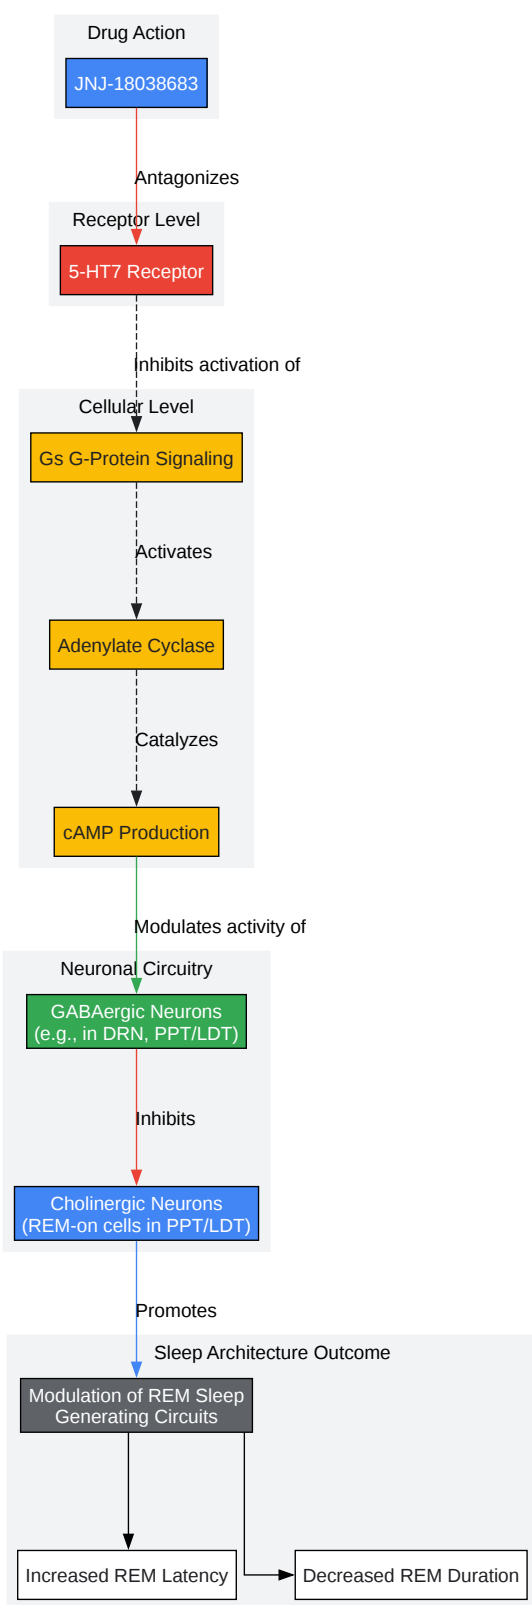 Drug Action
JNJ-18038683
Antagonizes
Receptor Level
5-HT7 Receptor
Inhibits activation of
Cellular Level
Gs G-Protein Signaling
Activates
Adenylate Cyclase
Catalyzes
cAMP Production
Modulates activity of
Neuronal Circuitry
GABAergic Neurons
(e.g., in DRN, PPT/LDT)
Inhibits
Cholinergic Neurons
(REM-on cells in PPT/LDT)
Promotes
Sleep Architecture Outcome
Modulation of REM Sleep
Generating Circuits
Increased REM Latency
Decreased REM Duration